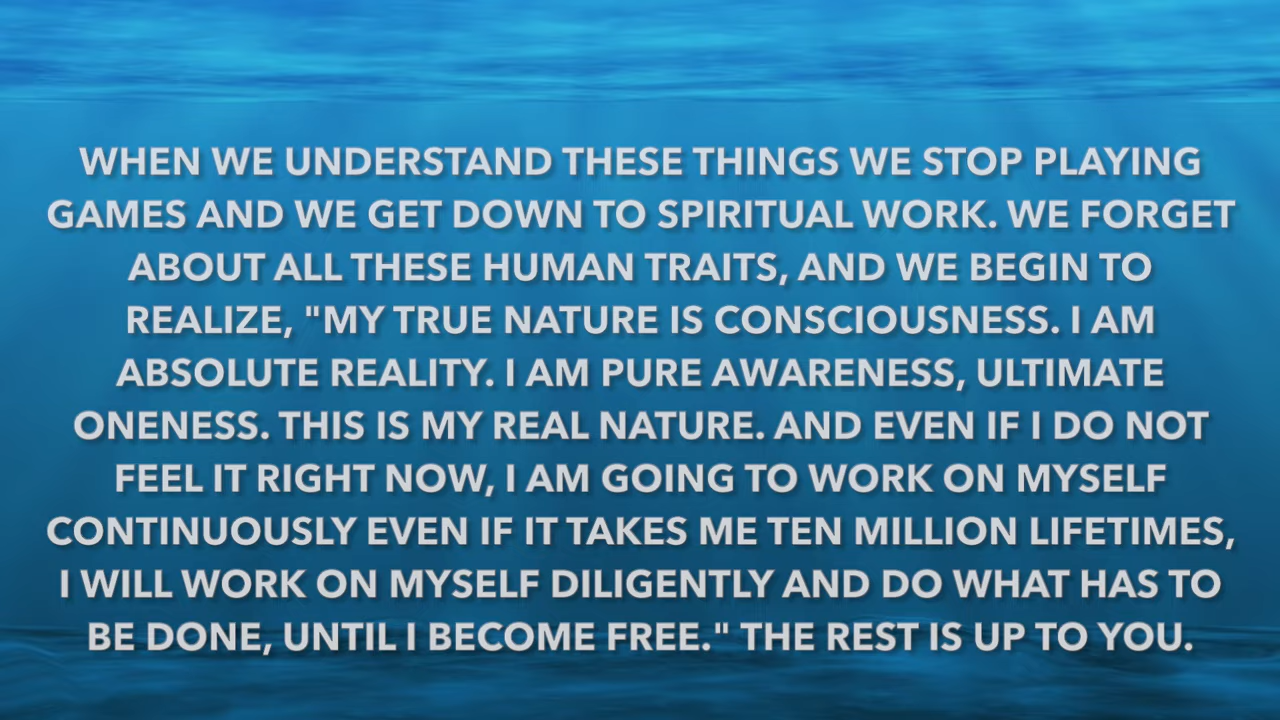 WHEN WE UNDERSTAND THESE THINGS WE STOP PLAYING
GAMES AND WE GET DOWN TO SPIRITUAL WORK. WE FORGET
ABOUT ALL THESE HUMAN TRAITS, AND WE BEGIN TO
REALIZE, "MY TRUE NATURE IS CONSCIOUSNESS. I AM
ABSOLUTE REALITY. I AM PURE AWARENESS, ULTIMATE
ONENESS. THIS IS MY REAL NATURE. AND EVEN IF I DO NOT
FEEL IT RIGHT NOW, I AM GOING TO WORK ON MYSELF
CONTINUOUSLY EVEN IF IT TAKES ME TEN MILLION LIFETIMES,
I WILL WORK ON MYSELF DILIGENTLY AND DO WHAT HAS TO
BE DONE, UNTIL I BECOME FREE." THE REST IS UP TO YOU.